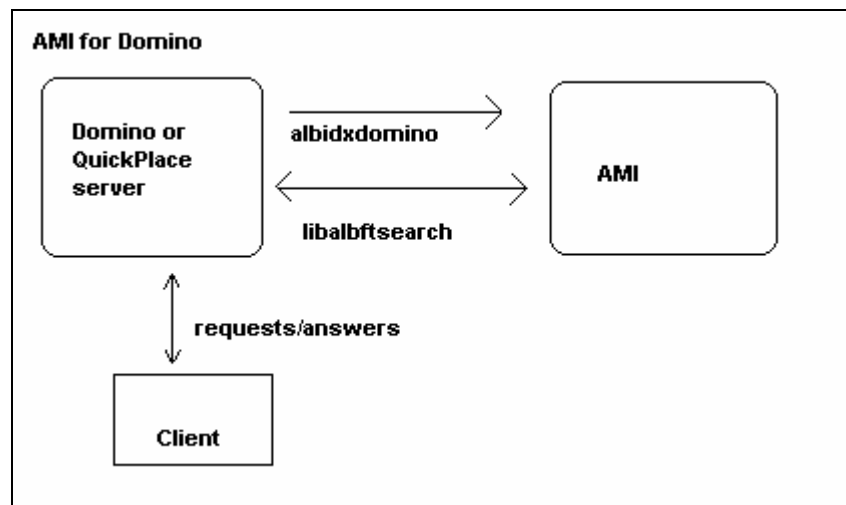 AMI for Domino
Domino or
QuickPlace
server
albidxdomino
AMI
libalbftsearch
requests/answers
Client